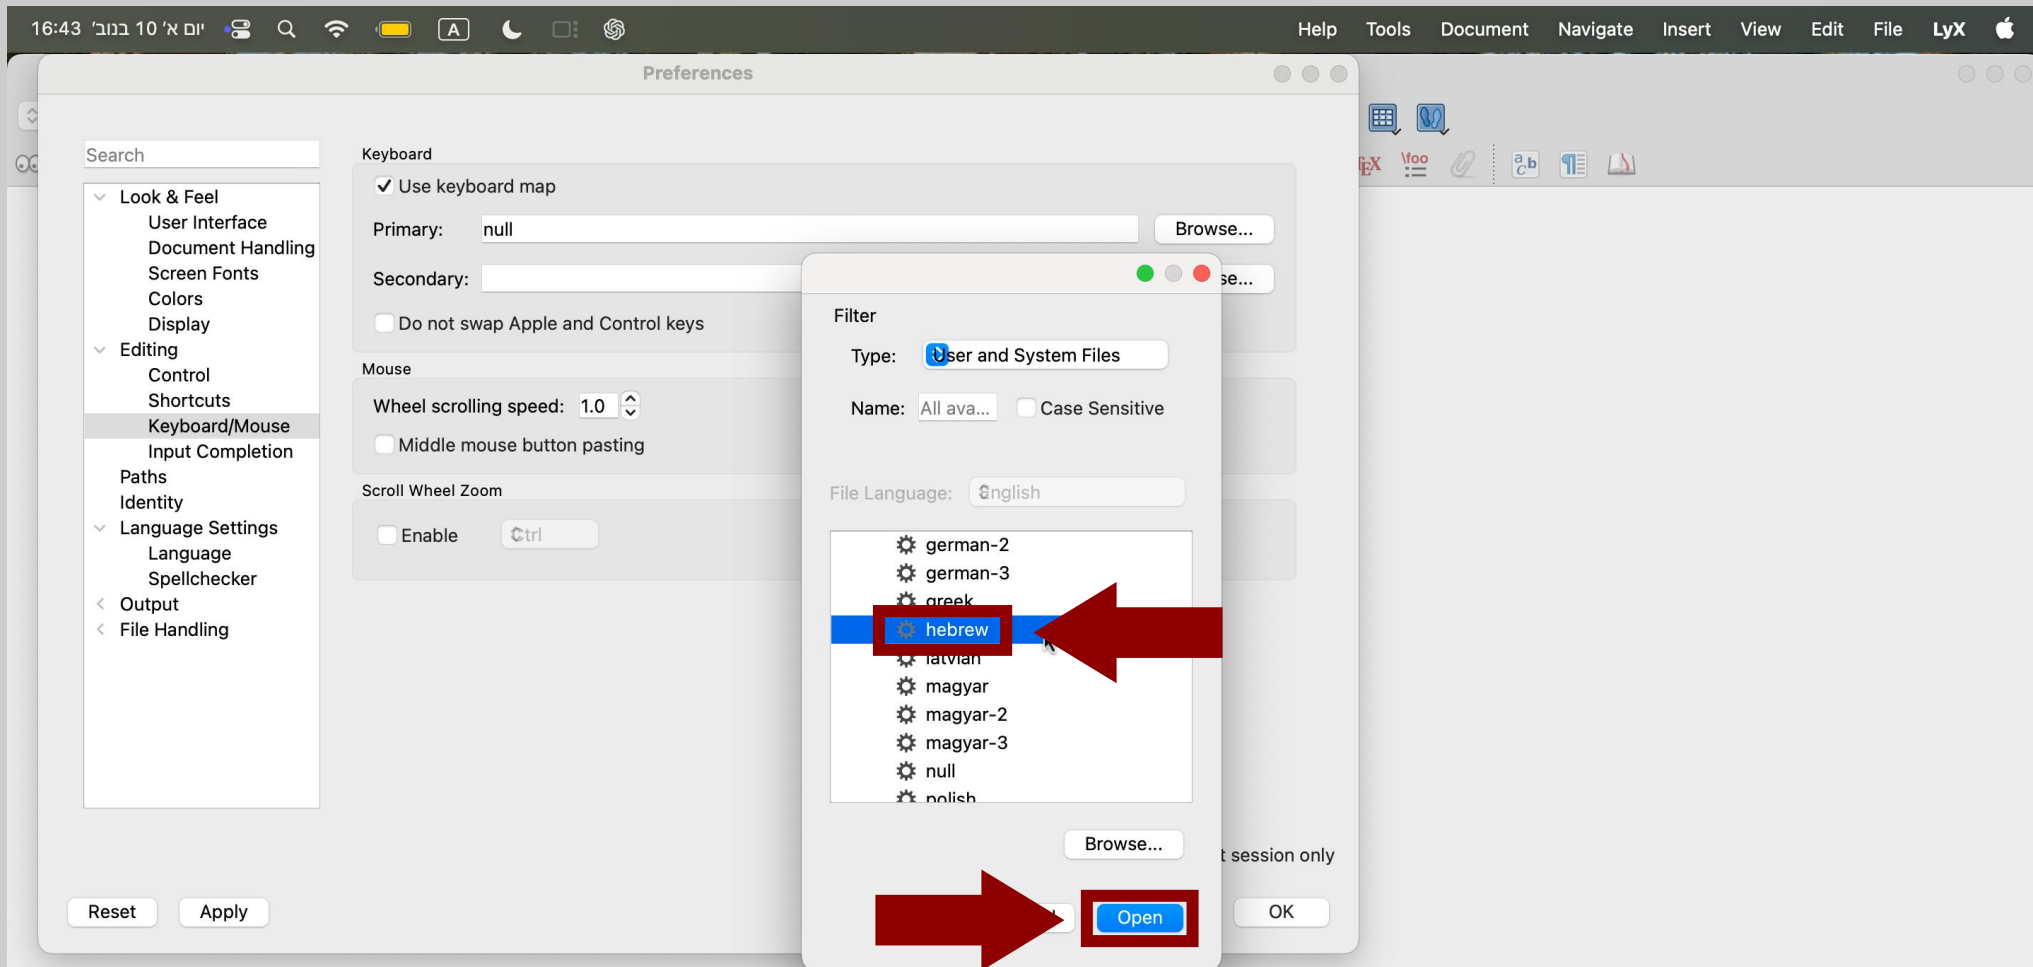 16:43 יום א׳ 10 בנוב׳ A Help Tools Document Navigate Insert View Edit File LyX
Preferences
Search
Look & Feel
User Interface
Document Handling
Screen Fonts
Colors
Display
Editing
Control
Shortcuts
Keyboard/Mouse
Input Completion
Paths
Identity
Language Settings
Language
Spellchecker
Output
File Handling
Keyboard
Use keyboard map
Primary: null Browse...
Secondary: se...
Do not swap Apple and Control keys
Mouse
Wheel scrolling speed: 1.0
Middle mouse button pasting
Scroll Wheel Zoom
Enable Ctrl
Filter
Type: User and System Files
Name: All ava... Case Sensitive
File Language: English
german-2
german-3
greek
hebrew
latvian
magyar
magyar-2
magyar-3
null
polish
Browse...
t session only
Reset Apply Open OK
EX \foo a b c